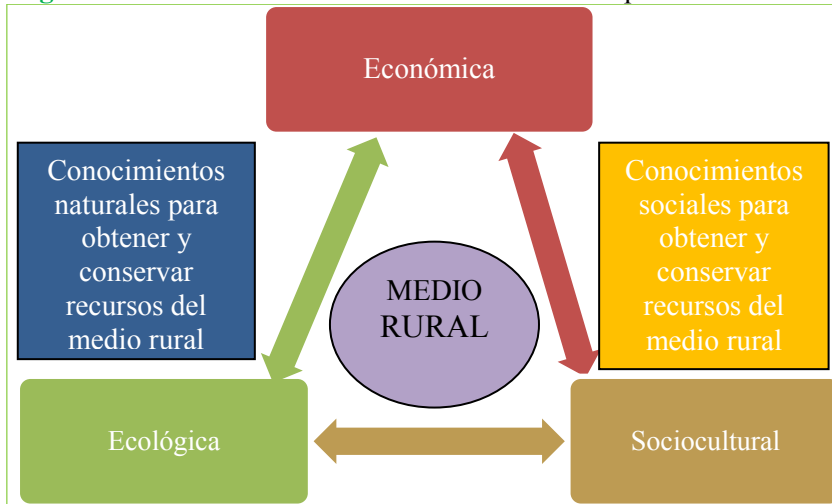 Económica
Conocimientos
naturales para
obtener y
conservar
recursos del
medio rural
Conocimientos
sociales para
obtener y
conservar
recursos del
medio rural
MEDIO
RURAL
Ecológica
Sociocultural